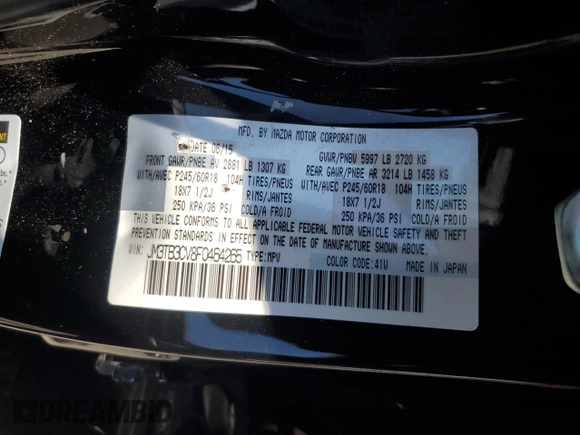 MFD. BY MAZDA MOTOR CORPORATION
DATE 06/15
GVWR/PNBV 5997 LB 2720 KG
FRONT GAWR/PNBE AV 2881 LB 1307 KG
REAR GAWR/PNBE AR 3214 LB 1458 KG
WITH/AVEC P245/60R18 104H TIRES/PNEUS
WITH/AVEC P245/60R18 104H TIRES/PNEUS
18X7 1/2J RIMS/JANTES
18X7 1/2J RIMS/JANTES
250 KPA/36 PSI COLD/A FROID
250 KPA/36 PSI COLD/A FROID
THIS VEHICLE CONFORMS TO ALL APPLICABLE FEDERAL MOTOR VEHICLE SAFETY AND THEFT
PREVENTION STANDARDS IN EFFECT ON THE DATE OF MANUFACTURE SHOWN ABOVE.
VIN: JM3TB3CV8F0464265 TYPE:MPV
COLOR CODE:41W MADE IN JAPAN
DREAMBID